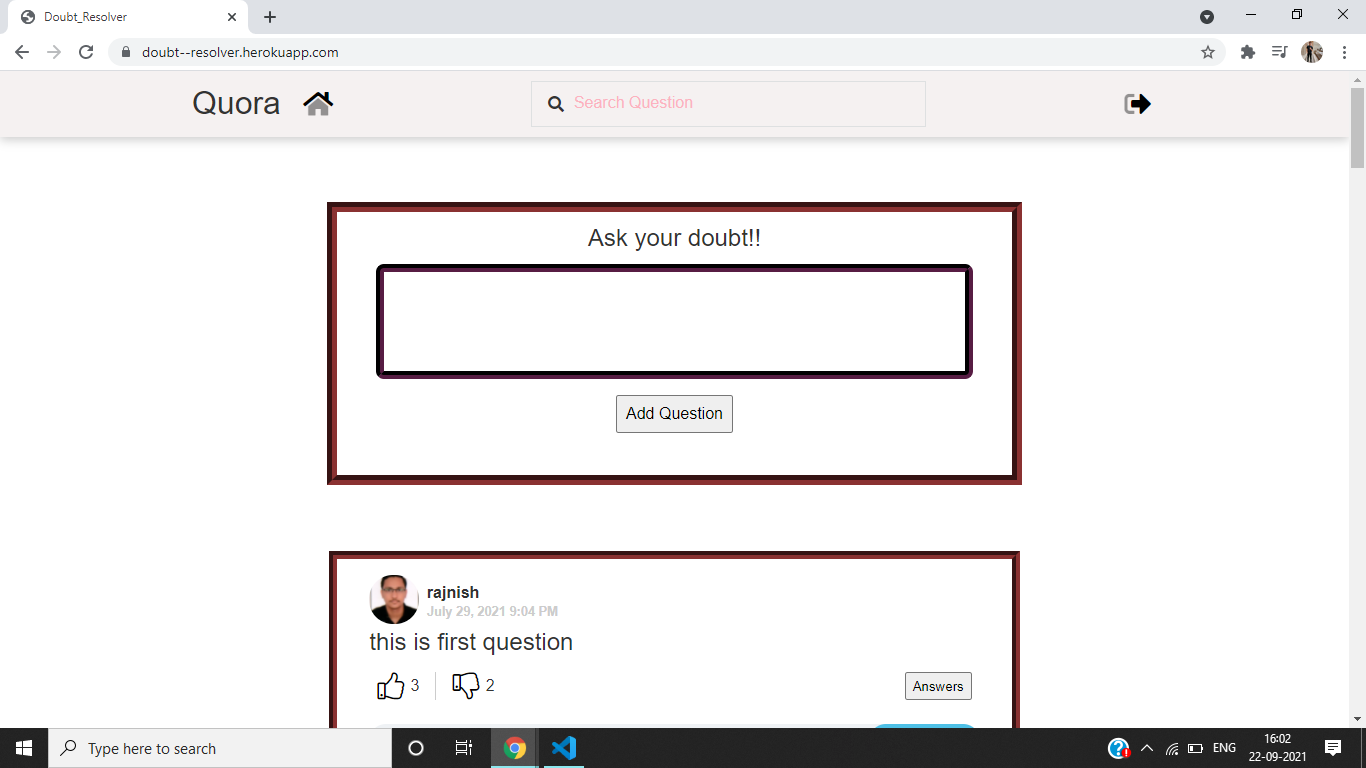 Doubt_Resolver
doubt--resolver.herokuapp.com
Quora
Search Question
Ask your doubt!!
Add Question
rajnish
July 29, 2021 9:04 PM
this is first question
3
2
Answers
Type here to search
ENG
16:02
22-09-2021